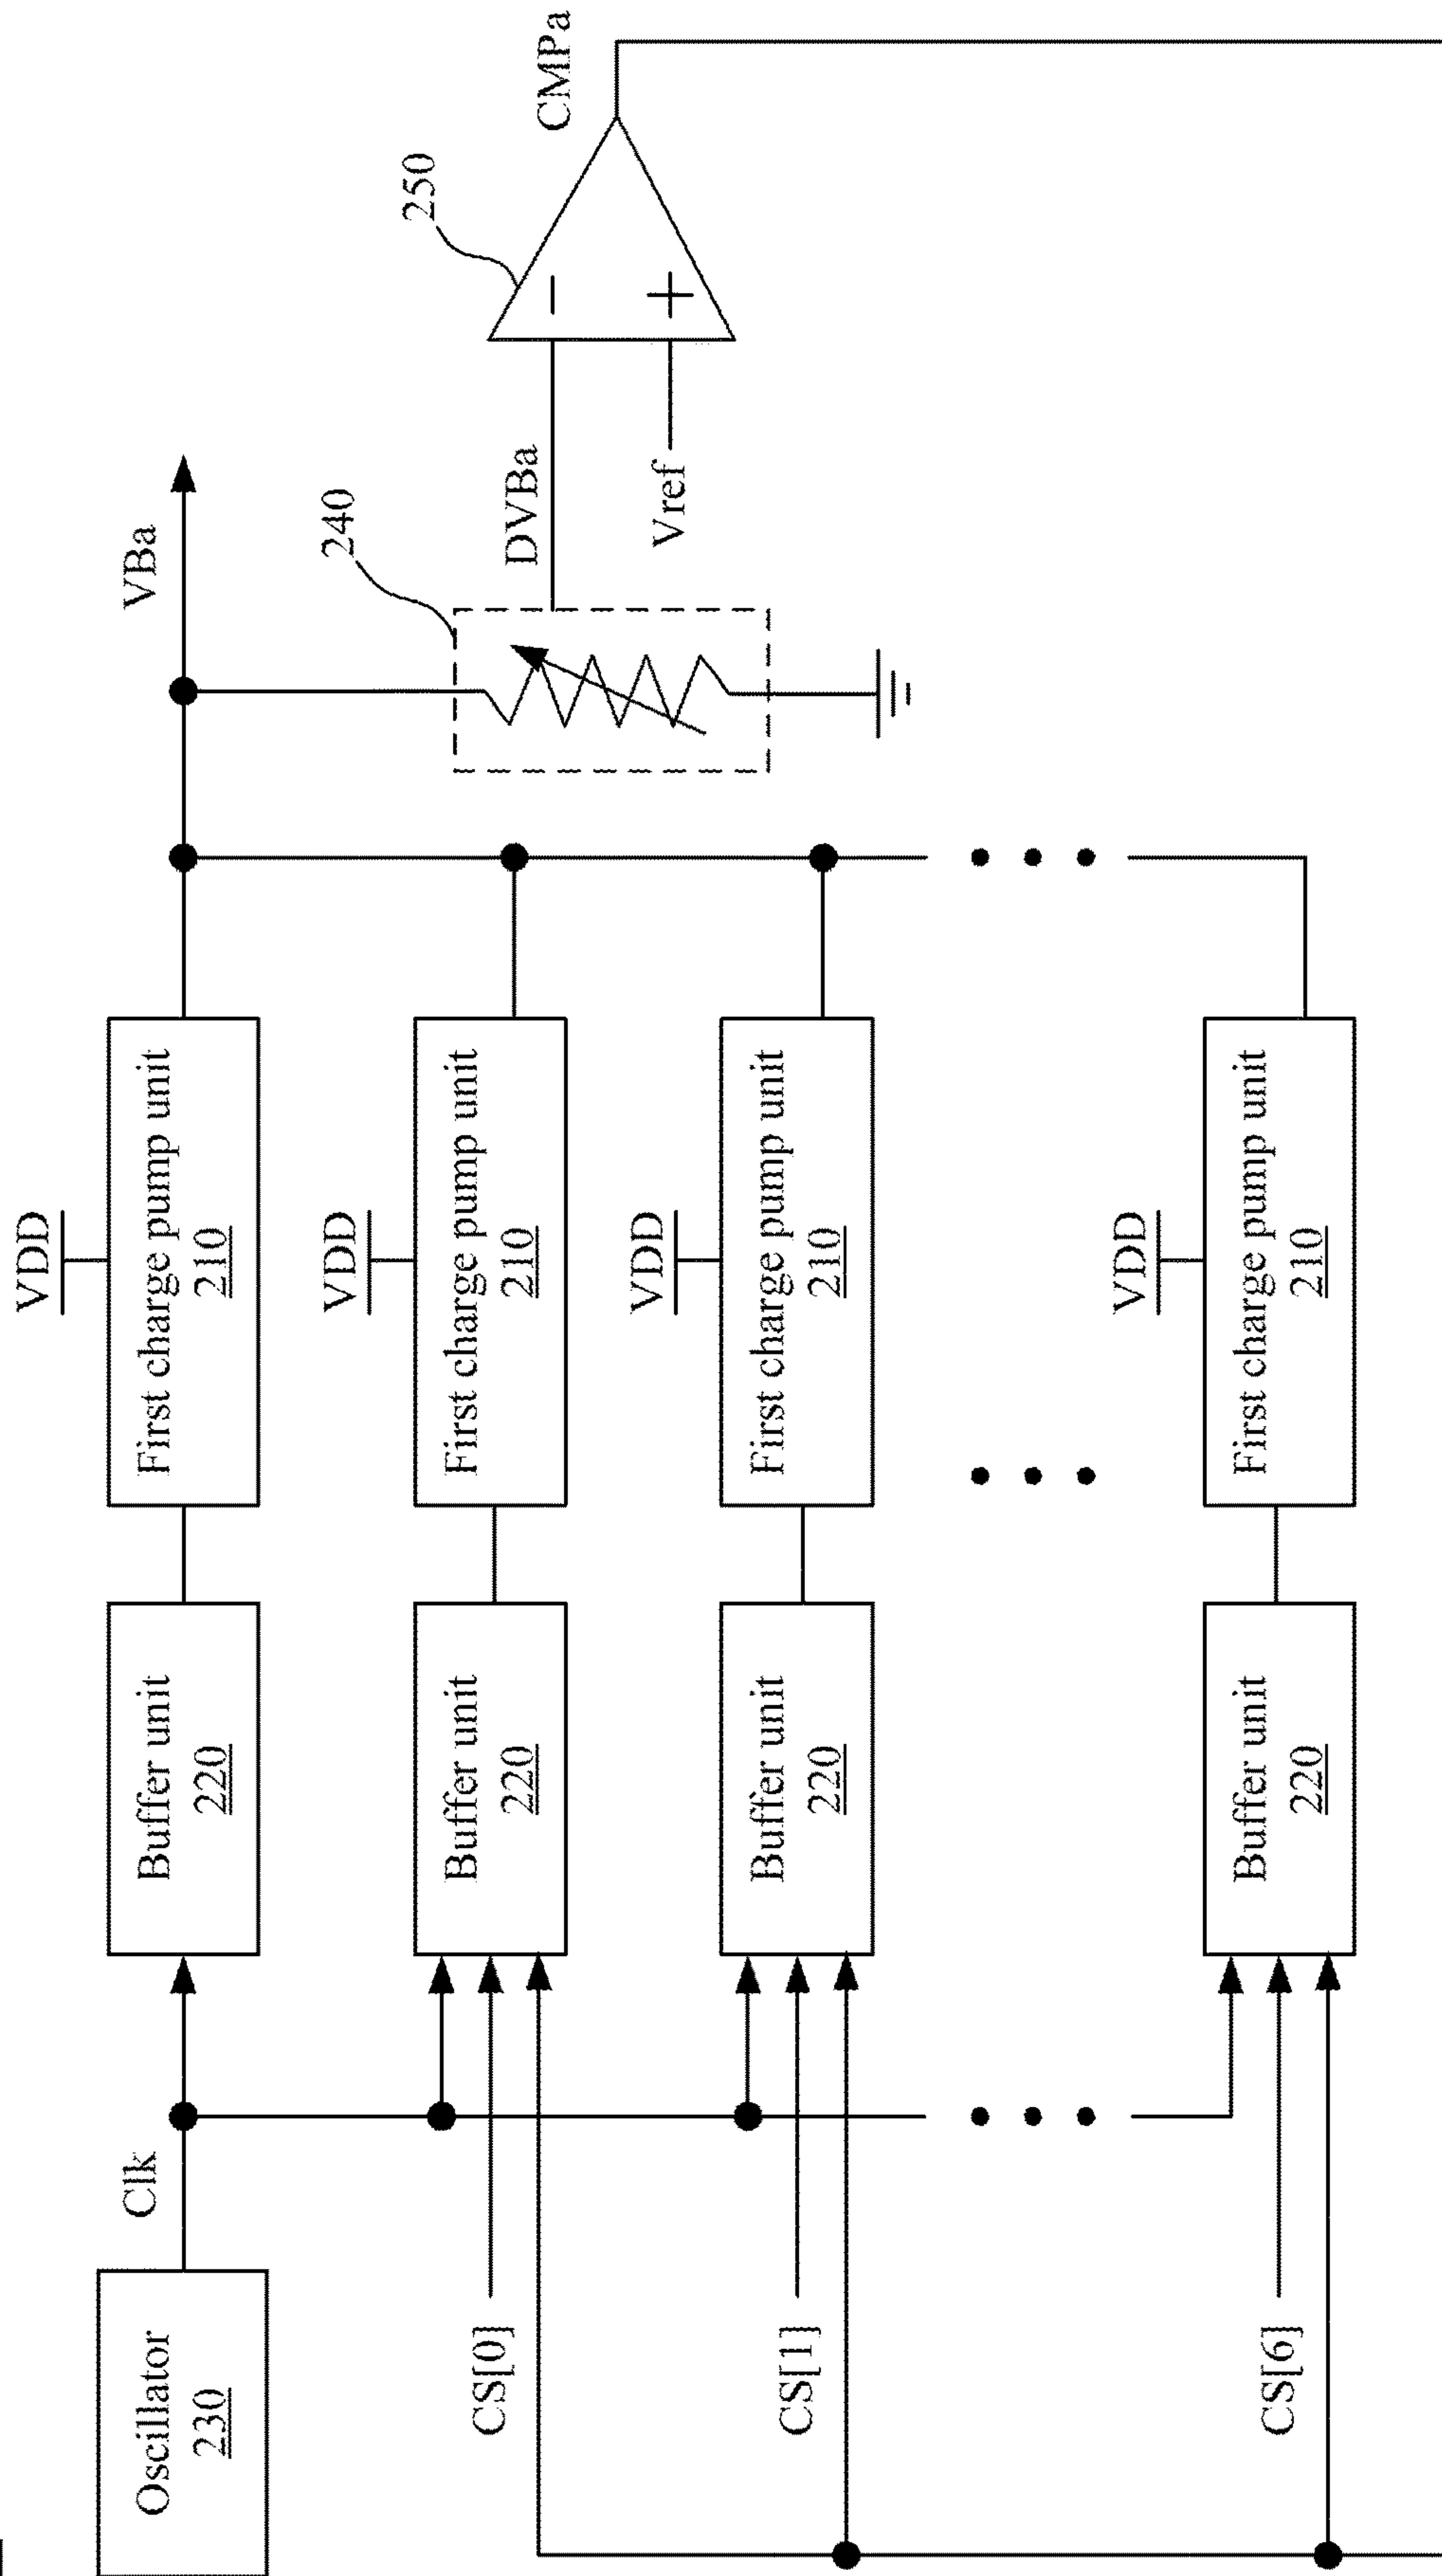 Oscillator
230
Clk
Buffer unit
220
VDD
First charge pump unit
210
VBa
CS[0]
Buffer unit
220
VDD
First charge pump unit
210
240
250
DVBa
Vref
−
+
CMPa
CS[1]
Buffer unit
220
VDD
First charge pump unit
210
CS[6]
Buffer unit
220
VDD
First charge pump unit
210